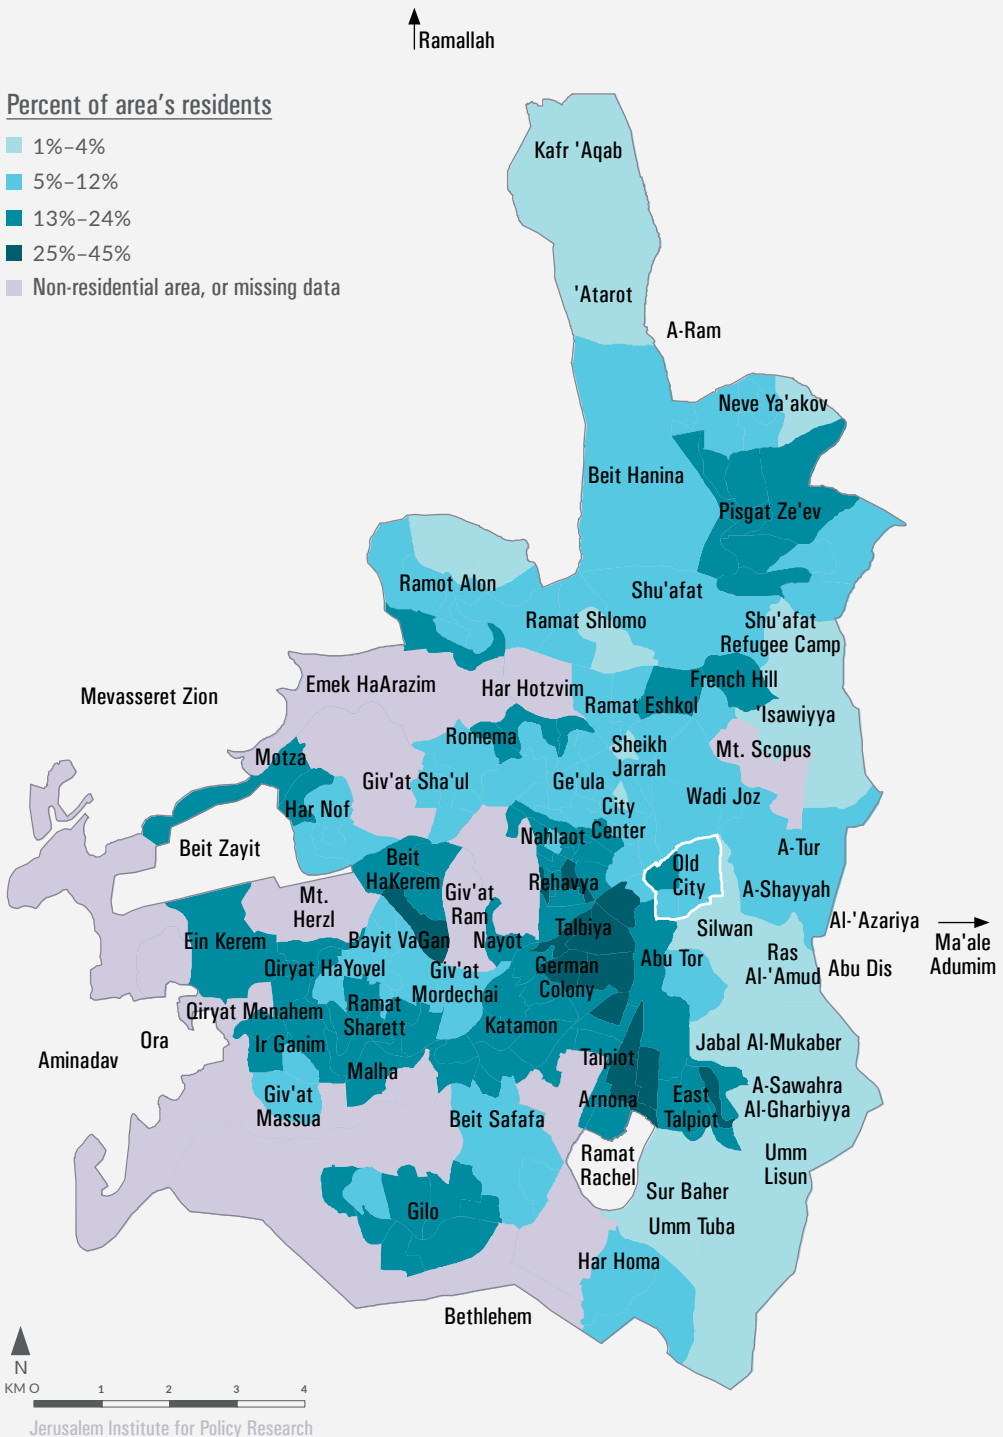 Ramallah
Percent of area's residents
1%–4%
5%–12%
13%–24%
25%–45%
Non-residential area, or missing data
Kafr 'Aqab
'Atarot
A-Ram
Neve Ya'akov
Beit Hanina
Pisgat Ze'ev
Ramot Alon
Shu'afat
Ramat Shlomo
Shu'afat
Refugee Camp
Mevasseret Zion
Emek HaArazim
Har Hotzvim
French Hill
Ramat Eshkol
'Isawiyya
Romema
Sheikh
Jarrah
Mt. Scopus
Motza
Giv'at Sha'ul
Ge'ula
Wadi Joz
Har Nof
City
Center
Nahlaot
Beit Zayit
A-Tur
Beit
HaKerem
Old
City
Rehavya
A-Shayyah
Mt.
Herzl
Giv'at
Ram
Al-'Azariya
Talbiya
Silwan
Ein Kerem
Bayit VaGan
Nayot
Ma'ale
Adumim
Abu Tor
Ras
Al-'Amud
Abu Dis
Qiryat HaYovel
Giv'at
Mordechai
German
Colony
Qiryat Menahem
Ramat
Sharett
Katamon
Ora
Ir Ganim
Jabal Al-Mukaber
Aminadav
Malha
Talpiot
A-Sawahra
Al-Gharbiyya
Giv'at
Massua
Arnona
East
Talpiot
Beit Safafa
Ramat
Rachel
Umm
Lisun
Sur Baher
Gilo
Umm Tuba
Har Homa
Bethlehem
N
KM 0 1 2 3 4
Jerusalem Institute for Policy Research